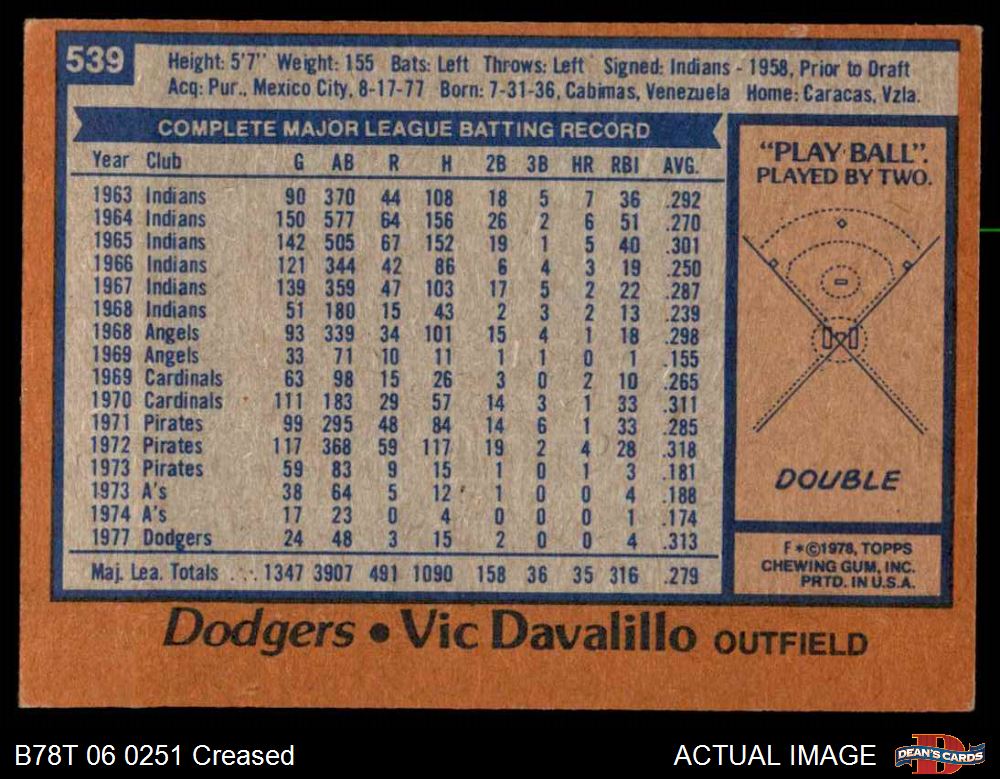 539
Height: 5'7" Weight: 155 Bats: Left Throws: Left Signed: Indians - 1958, Prior to Draft
Acq: Pur., Mexico City, 8-17-77 Born: 7-31-36, Cabimas, Venezuela Home: Caracas, Vzla.
COMPLETE MAJOR LEAGUE BATTING RECORD
Year Club G AB R H 2B 3B HR RBI AVG.
1963 Indians 90 370 44 108 18 5 7 36 .292
1964 Indians 150 577 64 156 26 2 6 51 .270
1965 Indians 142 505 67 152 19 1 5 40 .301
1966 Indians 121 344 42 86 6 4 3 19 .250
1967 Indians 139 359 47 103 17 5 2 22 .287
1968 Indians 51 180 15 43 2 3 2 13 .239
1968 Angels 93 339 34 101 15 4 1 18 .298
1969 Angels 33 71 10 11 1 1 0 1 .155
1969 Cardinals 63 98 15 26 3 0 2 10 .265
1970 Cardinals 111 183 29 57 14 3 1 33 .311
1971 Pirates 99 295 48 84 14 6 1 33 .285
1972 Pirates 117 368 59 117 19 2 4 28 .318
1973 Pirates 59 83 9 15 1 0 1 3 .181
1973 A's 38 64 5 12 1 0 0 4 .188
1974 A's 17 23 0 4 0 0 0 1 .174
1977 Dodgers 24 48 3 15 2 0 0 4 .313
Maj. Lea. Totals ... 1347 3907 491 1090 158 36 35 316 .279
"PLAY BALL".
PLAYED BY TWO.
DOUBLE
F *©1978, TOPPS
CHEWING GUM, INC.
PRTD. IN U.S.A.
Dodgers • Vic Davalillo OUTFIELD
B78T 06 0251 Creased
ACTUAL IMAGE
DEAN'S CARDS